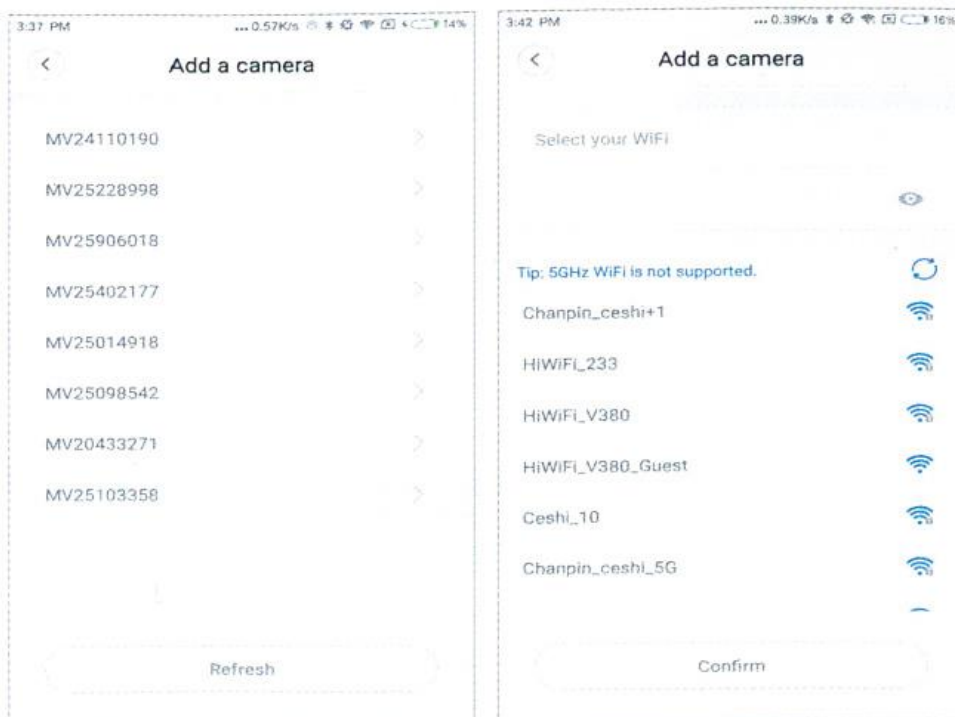 3:37 PM ... 0.57K/s 14%
Add a camera
MV24110190
MV25228998
MV25906018
MV25402177
MV25014918
MV25098542
MV20433271
MV25103358
Refresh
3:42 PM ... 0.39K/s 16%
Add a camera
Select your WiFi
Tip: 5GHz WiFi is not supported.
Chanpin_ceshi+1
HiWiFi_233
HiWiFi_V380
HiWiFi_V380_Guest
Ceshi_10
Chanpin_ceshi_5G
Confirm